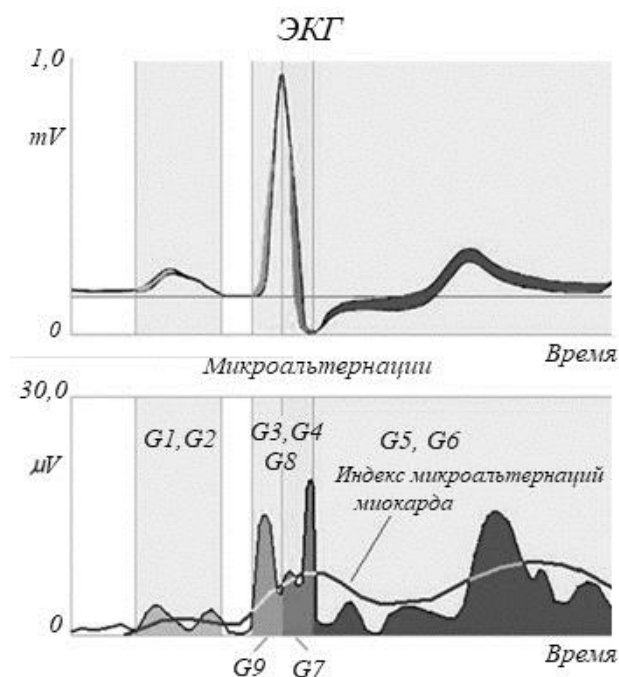 ЭКГ
1,0
mV
0
Время
Микроальтернации
30,0
μV
G1,G2
G3,G4
G8
G5, G6
Индекс микроальтернаций
миокарда
0
Время
G9
G7